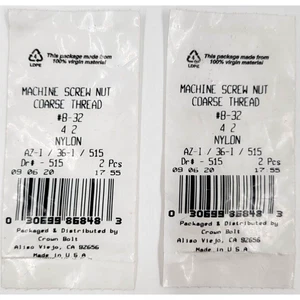 This package made from
100% virgin material
LDPE
MACHINE SCREW NUT
COARSE THREAD
#8-32
4 2
NYLON
AZ-1 / 36-1 / 515
Dr# - 515 2 Pcs
09 06 20 17 55
0 30699 86848 3
Packaged & Distributed by
Crown Bolt
Aliso Viejo, CA 92656
Made in U.S.A.
This package made from
100% virgin material
LDPE
MACHINE SCREW NUT
COARSE THREAD
#8-32
4 2
NYLON
AZ-1 / 36-1 / 515
Dr# - 515 2 Pcs
09 06 20 17 55
0 30699 86848 3
Packaged & Distributed by
Crown Bolt
Aliso Viejo, CA 92656
Made in U.S.A.